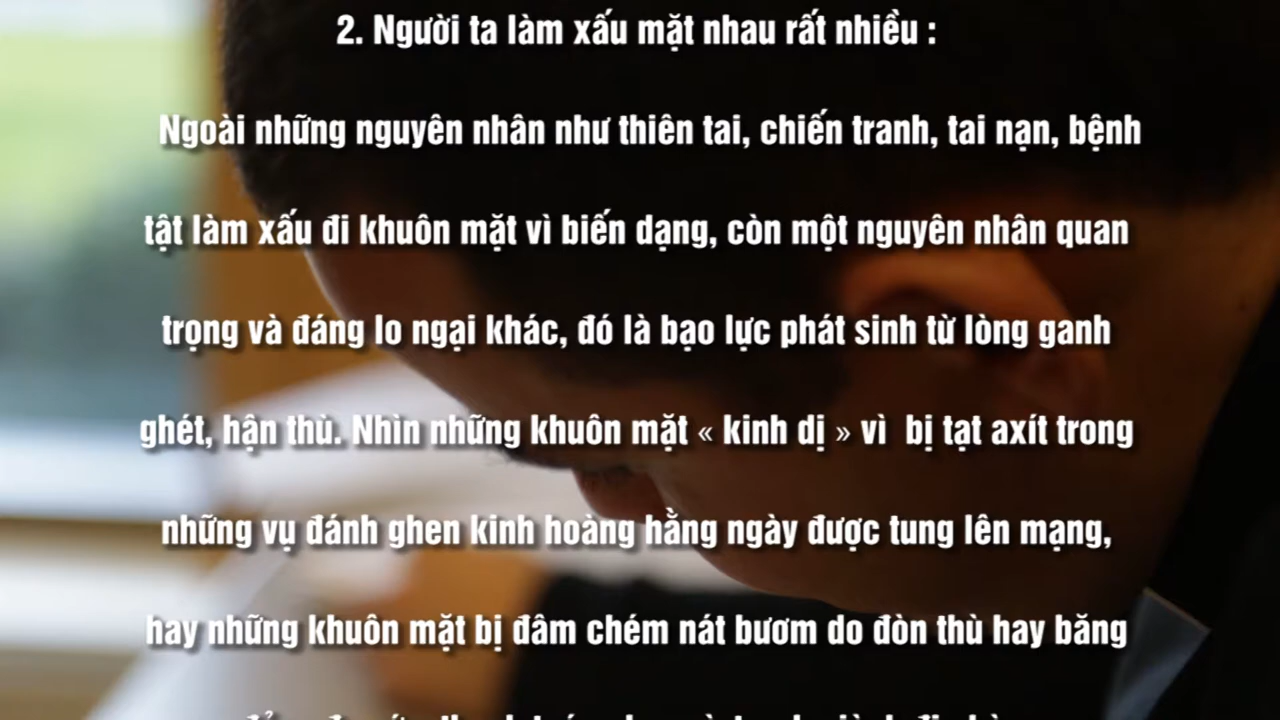 2. Người ta làm xấu mặt nhau rất nhiều :
Ngoài những nguyên nhân như thiên tai, chiến tranh, tai nạn, bệnh
tật làm xấu đi khuôn mặt vì biến dạng, còn một nguyên nhân quan
trọng và đáng lo ngại khác, đó là bạo lực phát sinh từ lòng ganh
ghét, hận thù. Nhìn những khuôn mặt « kinh dị » vì  bị tạt axít trong
những vụ đánh ghen kinh hoàng hằng ngày được tung lên mạng,
hay những khuôn mặt bị đâm chém nát bươm do đòn thù hay băng